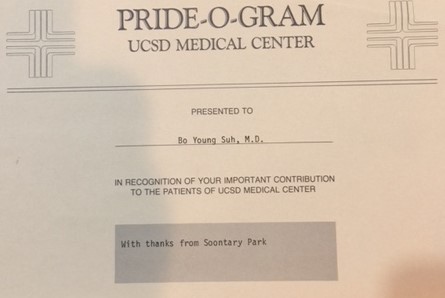 PRIDE-O-GRAM
UCSD MEDICAL CENTER
PRESENTED TO
Bo Young Suh, M.D.
IN RECOGNITION OF YOUR IMPORTANT CONTRIBUTION
TO THE PATIENTS OF UCSD MEDICAL CENTER
With thanks from Soontary Park